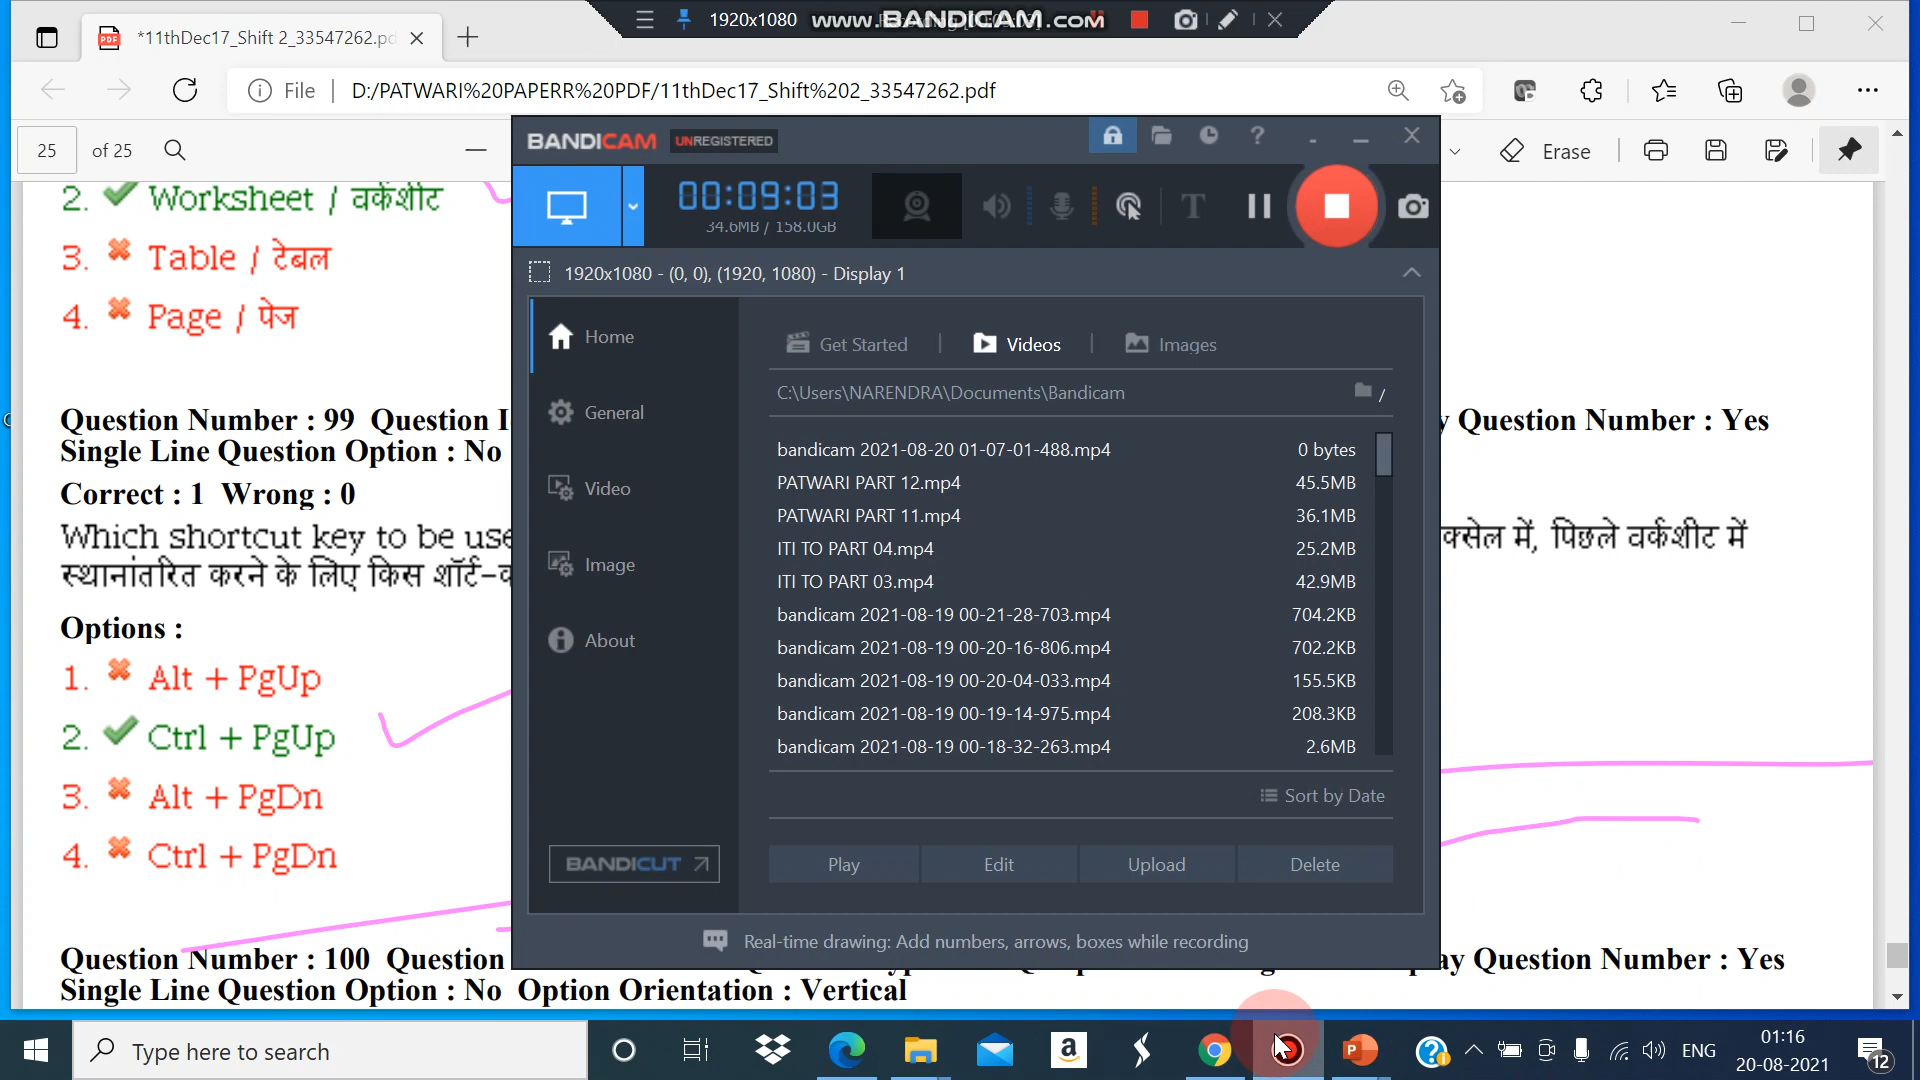 1920x1080 www.BANDICAM.com
*11thDec17_Shift 2_33547262.pd
File D:/PATWARI%20PAPERR%20PDF/11thDec17_Shift%202_33547262.pdf
25 of 25
Erase
2. Worksheet / वर्कशीट
3. Table / टेबल
4. Page / पेज
Question Number : 99 Question I
y Question Number : Yes
Single Line Question Option : No
Correct : 1 Wrong : 0
Which shortcut key to be use
क्सेल में, पिछले वर्कशीट में
स्थानांतरित करने के लिए किस शॉर्ट-क
Options :
1. Alt + PgUp
2. Ctrl + PgUp
3. Alt + PgDn
4. Ctrl + PgDn
Question Number : 100 Question
ay Question Number : Yes
Single Line Question Option : No Option Orientation : Vertical
BANDICAM UNREGISTERED
00:09:03
34.6MB / 158.0GB
1920x1080 - (0, 0), (1920, 1080) - Display 1
Home
General
Video
Image
About
BANDICUT
Get Started Videos Images
C:\Users\NARENDRA\Documents\Bandicam /
bandicam 2021-08-20 01-07-01-488.mp4 0 bytes
PATWARI PART 12.mp4 45.5MB
PATWARI PART 11.mp4 36.1MB
ITI TO PART 04.mp4 25.2MB
ITI TO PART 03.mp4 42.9MB
bandicam 2021-08-19 00-21-28-703.mp4 704.2KB
bandicam 2021-08-19 00-20-16-806.mp4 702.2KB
bandicam 2021-08-19 00-20-04-033.mp4 155.5KB
bandicam 2021-08-19 00-19-14-975.mp4 208.3KB
bandicam 2021-08-19 00-18-32-263.mp4 2.6MB
Sort by Date
Play Edit Upload Delete
Real-time drawing: Add numbers, arrows, boxes while recording
Type here to search
ENG
01:16
20-08-2021
12